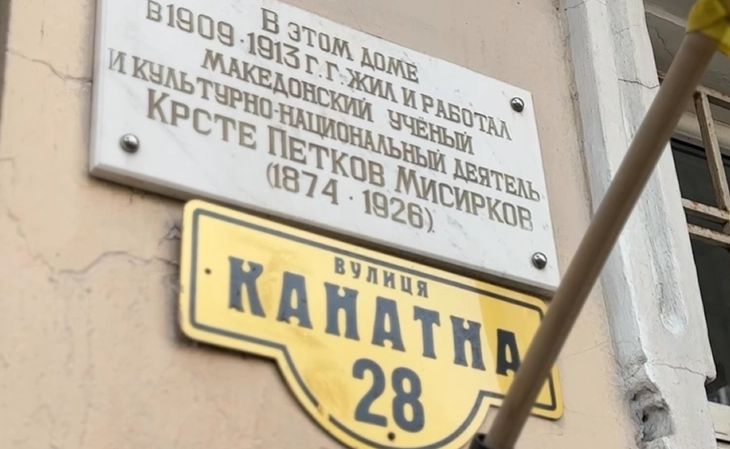 В ЭТОМ ДОМЕ
В 1909-1913 Г.Г. ЖИЛ И РАБОТАЛ
МАКЕДОНСКИЙ УЧЁНЫЙ
И КУЛЬТУРНО-НАЦИОНАЛЬНЫЙ ДЕЯТЕЛЬ
КРСТЕ ПЕТКОВ МИСИРКОВ
(1874 - 1926)
ВУЛИЦЯ
КАНАТНА
28